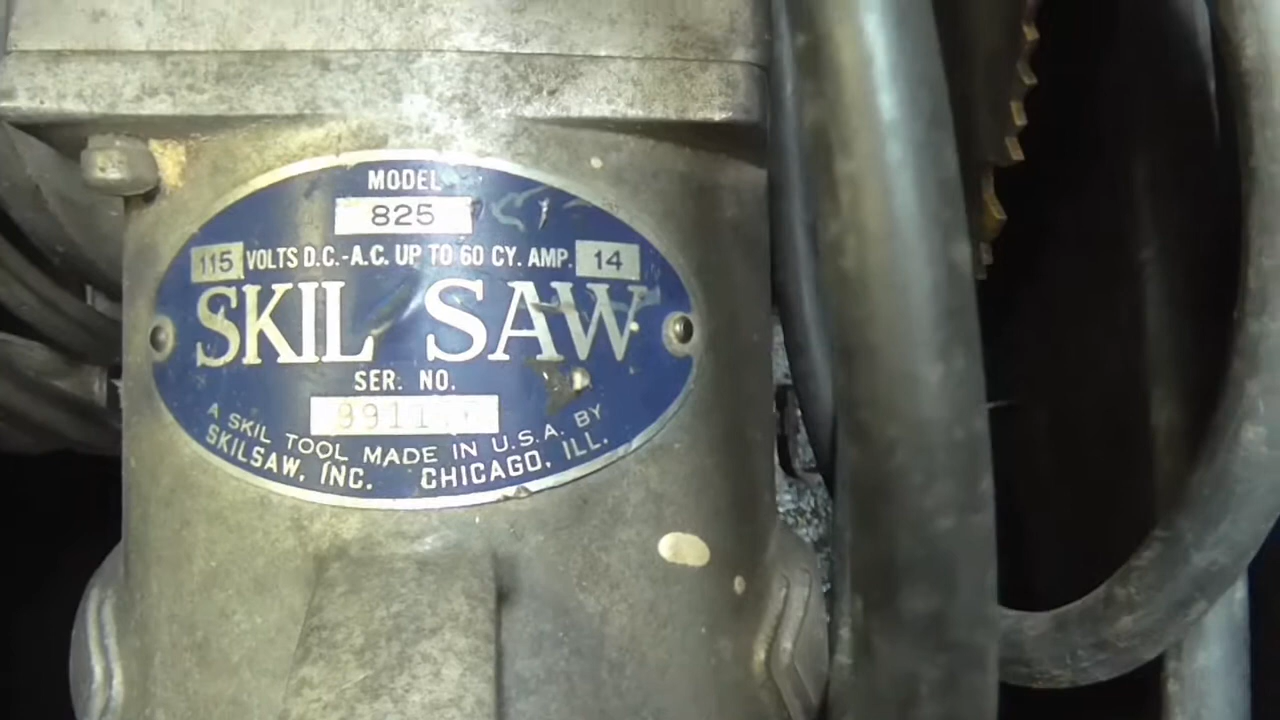 MODEL
825
115 VOLTS D.C.-A.C. UP TO 60 CY. AMP. 14
SKIL SAW
SER. NO.
A SKIL TOOL MADE IN U.S.A. BY
SKILSAW, INC. CHICAGO, ILL.